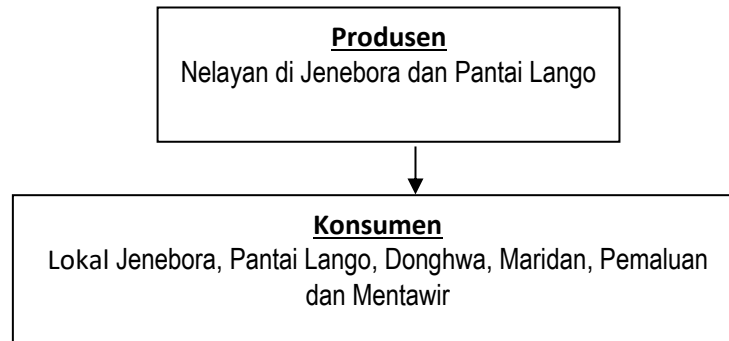 Produsen
Nelayan di Jenebora dan Pantai Lango
Konsumen
Lokal Jenebora, Pantai Lango, Donghwa, Maridan, Pemaluan
dan Mentawir